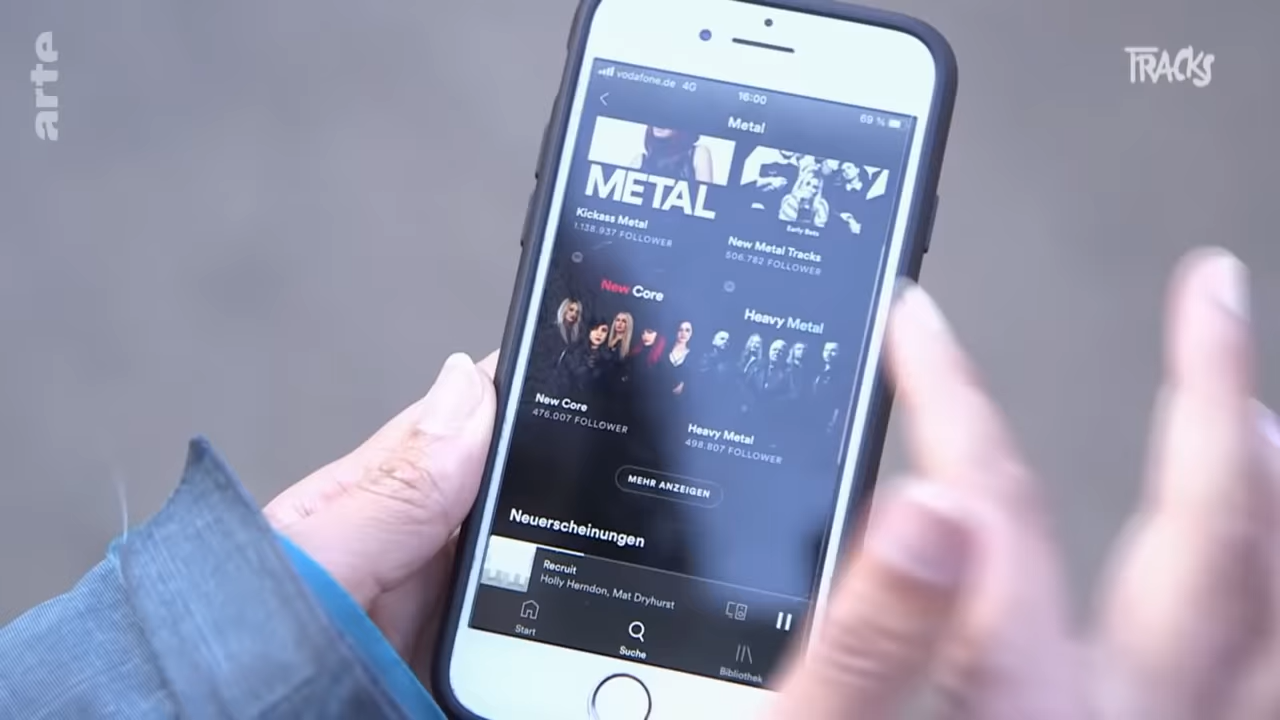 arte
TRACKS
vodafone.de 4G
16:00
69 %
Metal
METAL
Kickass Metal
1.138.937 FOLLOWER
Early Bets
New Metal Tracks
506.782 FOLLOWER
New Core
Heavy Metal
New Core
476.007 FOLLOWER
Heavy Metal
498.807 FOLLOWER
MEHR ANZEIGEN
Neuerscheinungen
Recruit
Holly Herndon, Mat Dryhurst
Start
Suche
Bibliothek